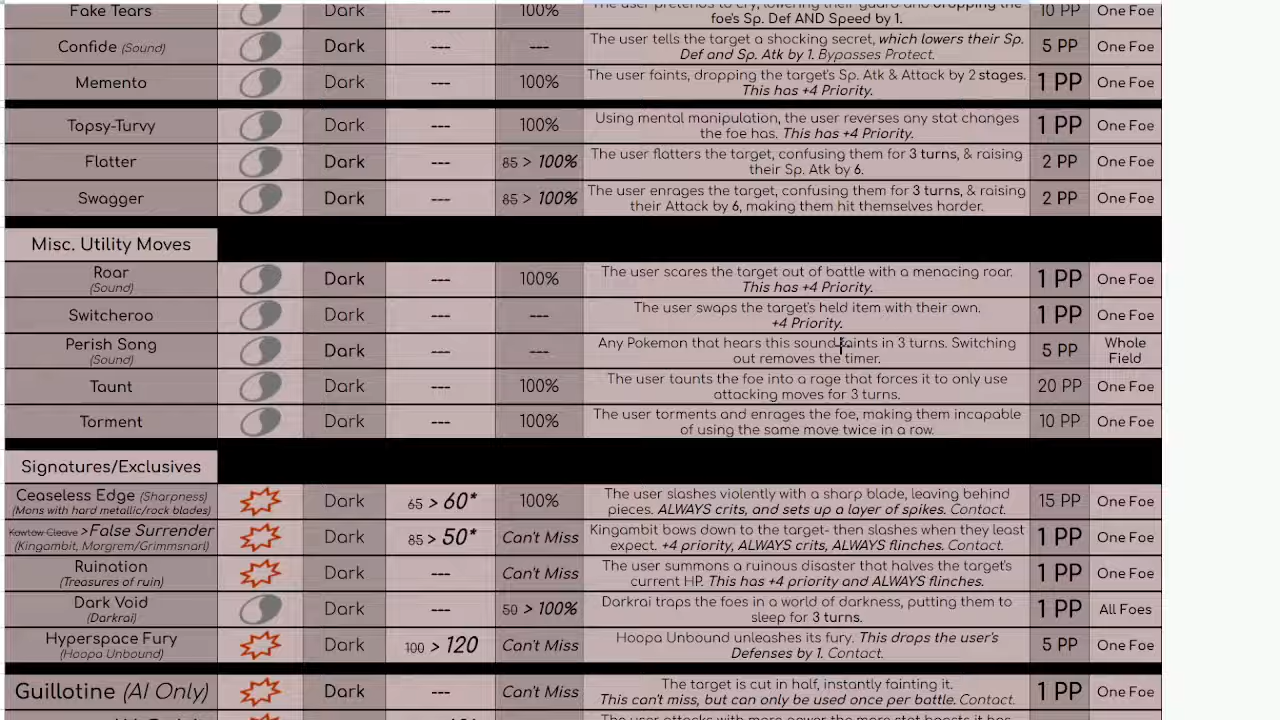 Fake Tears Dark --- 100% The user pretends to cry, lowering their guard and dropping the 10 PP One Foe
foe's Sp. Def AND Speed by 1.
Confide (Sound) Dark --- --- The user tells the target a shocking secret, which lowers their Sp. 5 PP One Foe
Def and Sp. Atk by 1. Bypasses Protect.
Memento Dark --- 100% The user faints, dropping the target's Sp. Atk & Attack by 2 stages. 1 PP One Foe
This has +4 Priority.
Topsy-Turvy Dark --- 100% Using mental manipulation, the user reverses any stat changes 1 PP One Foe
the foe has. This has +4 Priority.
Flatter Dark --- 85 > 100% The user flatters the target, confusing them for 3 turns, & raising 2 PP One Foe
their Sp. Atk by 6.
Swagger Dark --- 85 > 100% The user enrages the target, confusing them for 3 turns, & raising 2 PP One Foe
their Attack by 6, making them hit themselves harder.
Misc. Utility Moves
Roar Dark --- 100% The user scares the target out of battle with a menacing roar. 1 PP One Foe
(Sound) This has +4 Priority.
Switcheroo Dark --- --- The user swaps the target's held item with their own. 1 PP One Foe
+4 Priority.
Perish Song Dark --- --- Any Pokemon that hears this sound faints in 3 turns. Switching 5 PP Whole
(Sound) out removes the timer. Field
Taunt Dark --- 100% The user taunts the foe into a rage that forces it to only use 20 PP One Foe
attacking moves for 3 turns.
Torment Dark --- 100% The user torments and enrages the foe, making them incapable 10 PP One Foe
of using the same move twice in a row.
Signatures/Exclusives
Ceaseless Edge (Sharpness) Dark 65 > 60* 100% The user slashes violently with a sharp blade, leaving behind 15 PP One Foe
(Mons with hard metallic/rock blades) pieces. ALWAYS crits, and sets up a layer of spikes. Contact.
Kowtow Cleave >False Surrender Dark 85 > 50* Can't Miss Kingambit bows down to the target- then slashes when they least 1 PP One Foe
(Kingambit, Morgrem/Grimmsnarl) expect. +4 priority, ALWAYS crits, ALWAYS flinches. Contact.
Ruination Dark --- Can't Miss The user summons a ruinous disaster that halves the target's 1 PP One Foe
(Treasures of ruin) current HP. This has +4 priority and ALWAYS flinches.
Dark Void Dark --- 50 > 100% Darkrai traps the foes in a world of darkness, putting them to 1 PP All Foes
(Darkrai) sleep for 3 turns.
Hyperspace Fury Dark 100 > 120 Can't Miss Hoopa Unbound unleashes its fury. This drops the user's 5 PP One Foe
(Hoopa Unbound) Defenses by 1. Contact.
Guillotine (AI Only) Dark --- Can't Miss The target is cut in half, instantly fainting it. 1 PP One Foe
This can't miss, but can only be used once per battle. Contact.